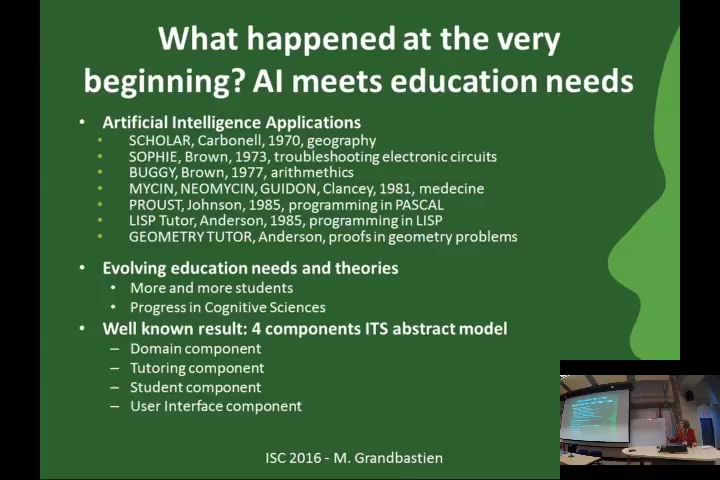 What happened at the very
beginning? AI meets education needs
• Artificial Intelligence Applications
• SCHOLAR, Carbonell, 1970, geography
• SOPHIE, Brown, 1973, troubleshooting electronic circuits
• BUGGY, Brown, 1977, arithmethics
• MYCIN, NEOMYCIN, GUIDON, Clancey, 1981, medecine
• PROUST, Johnson, 1985, programming in PASCAL
• LISP Tutor, Anderson, 1985, programming in LISP
• GEOMETRY TUTOR, Anderson, proofs in geometry problems
• Evolving education needs and theories
• More and more students
• Progress in Cognitive Sciences
• Well known result: 4 components ITS abstract model
– Domain component
– Tutoring component
– Student component
– User Interface component
ISC 2016 - M. Grandbastien